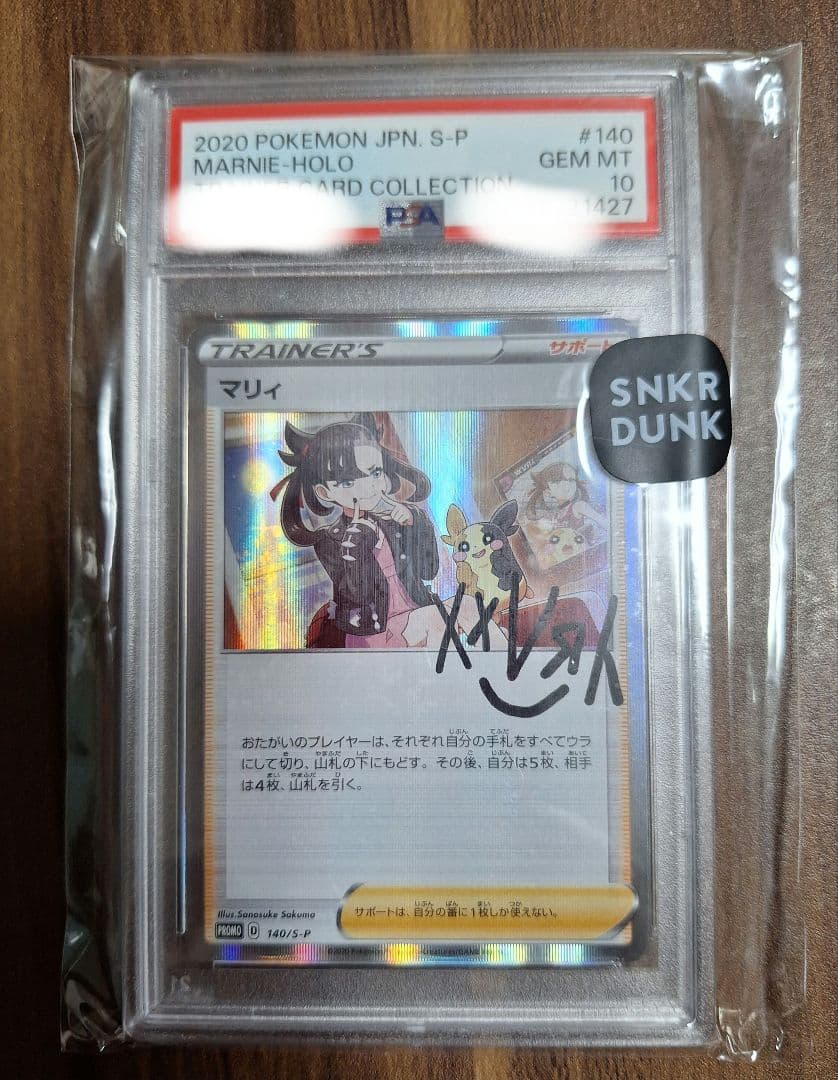 2020 POKEMON JPN. S-P #140
MARNIE-HOLO GEM MT
CARD COLLECTION 10
PSA 1427
TRAINER'S サポート
マリィ
SNKR
DUNK
おたがいのプレイヤーは、それぞれ自分の手札をすべてウラ
にして切り、山札の下にもどす。その後、自分は5枚、相手
は4枚、山札を引く。
サポートは、自分の番に1枚しか使えない。
Illus. Sanosuke Sakuma
PROMO D 140/S-P
©2020 Pokémon